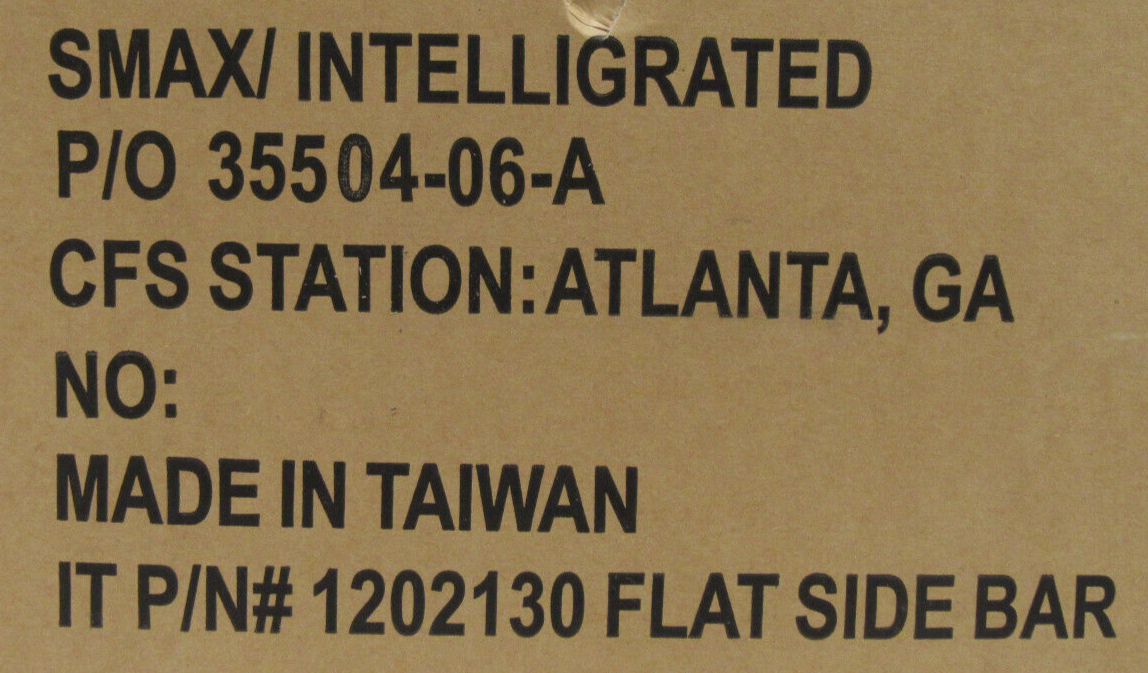 SMAX/ INTELLIGRATED
P/O 35504-06-A
CFS STATION: ATLANTA, GA
NO:
MADE IN TAIWAN
IT P/N# 1202130 FLAT SIDE BAR